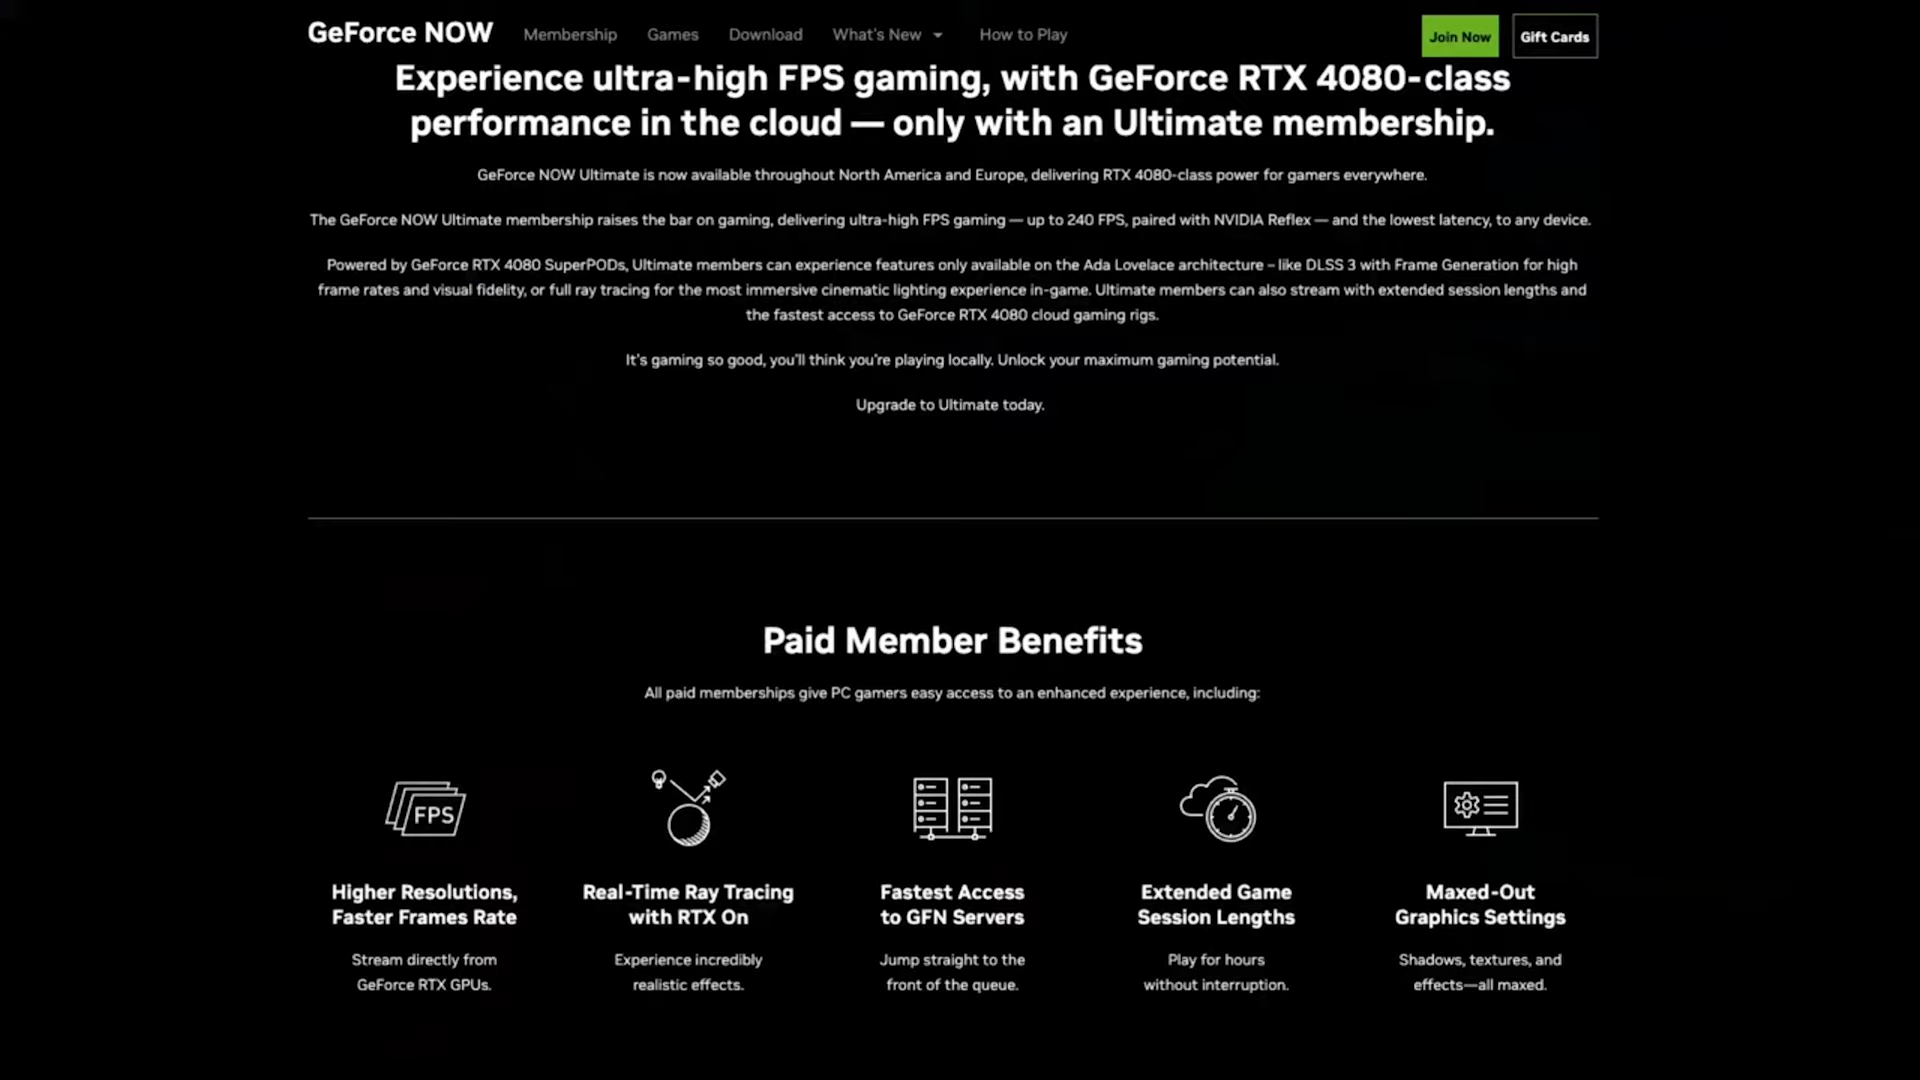 GeForce NOW Membership Games Download What's New How to Play Join Now Gift Cards
Experience ultra-high FPS gaming, with GeForce RTX 4080-class
performance in the cloud — only with an Ultimate membership.
GeForce NOW Ultimate is now available throughout North America and Europe, delivering RTX 4080-class power for gamers everywhere.
The GeForce NOW Ultimate membership raises the bar on gaming, delivering ultra-high FPS gaming — up to 240 FPS, paired with NVIDIA Reflex — and the lowest latency, to any device.
Powered by GeForce RTX 4080 SuperPODs, Ultimate members can experience features only available on the Ada Lovelace architecture – like DLSS 3 with Frame Generation for high
frame rates and visual fidelity, or full ray tracing for the most immersive cinematic lighting experience in-game. Ultimate members can also stream with extended session lengths and
the fastest access to GeForce RTX 4080 cloud gaming rigs.
It's gaming so good, you'll think you're playing locally. Unlock your maximum gaming potential.
Upgrade to Ultimate today.
Paid Member Benefits
All paid memberships give PC gamers easy access to an enhanced experience, including:
FPS
Higher Resolutions,
Faster Frames Rate
Stream directly from
GeForce RTX GPUs.
Real-Time Ray Tracing
with RTX On
Experience incredibly
realistic effects.
Fastest Access
to GFN Servers
Jump straight to the
front of the queue.
Extended Game
Session Lengths
Play for hours
without interruption.
Maxed-Out
Graphics Settings
Shadows, textures, and
effects—all maxed.